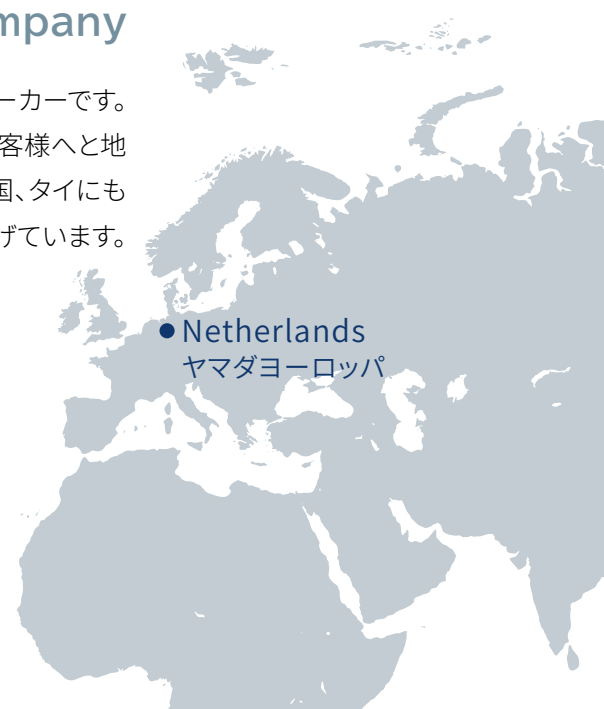 mpany
ーカーです。
客様へと地
国、タイにも
げています。
Netherlands
ヤマダヨーロッパ